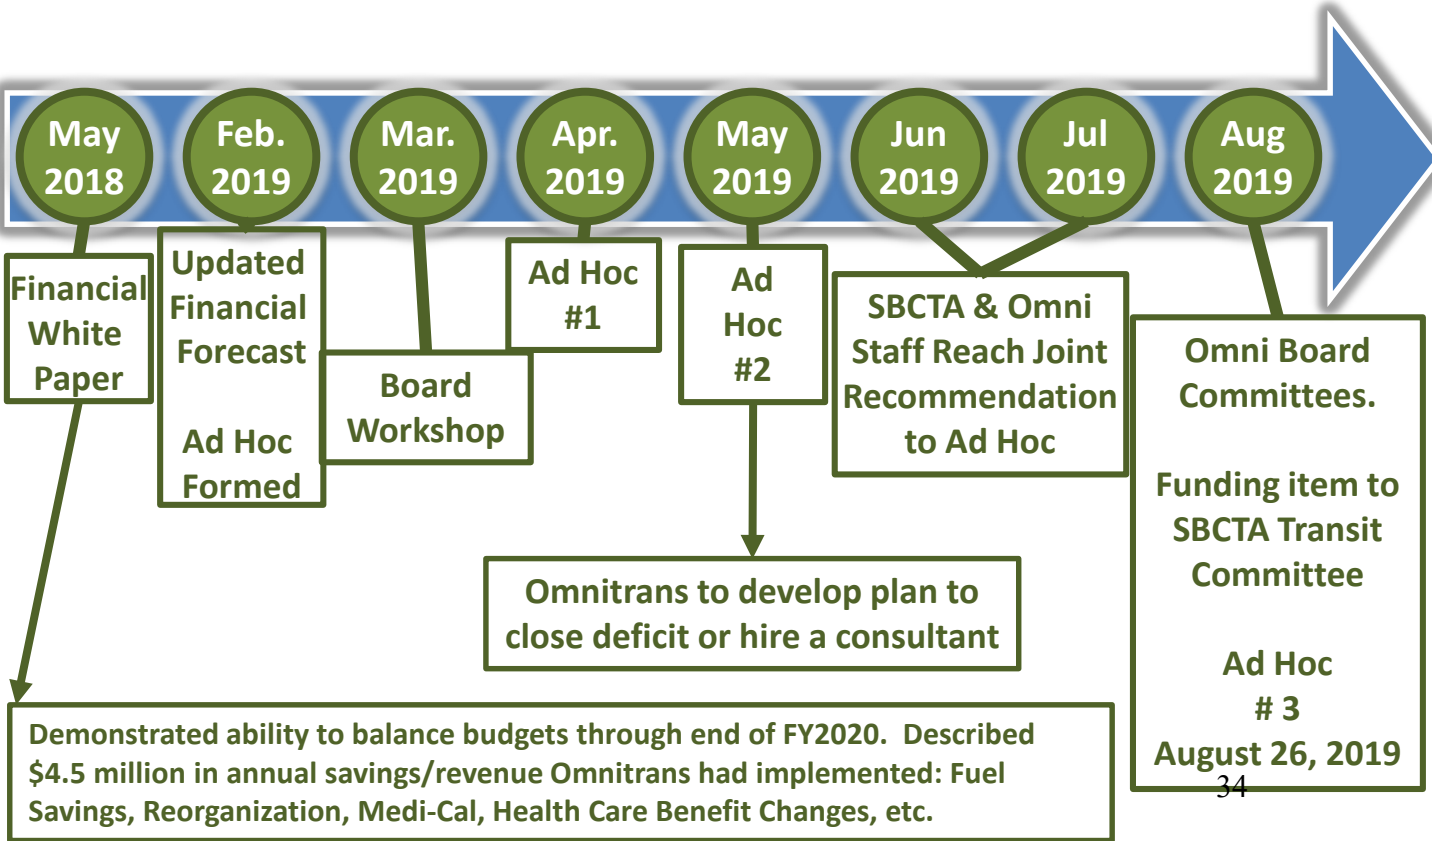 May
2018
Feb.
2019
Mar.
2019
Apr.
2019
May
2019
Jun
2019
Jul
2019
Aug
2019
Financial
White
Paper
Updated
Financial
Forecast
Ad Hoc
Formed
Board
Workshop
Ad Hoc
#1
Ad
Hoc
#2
SBCTA & Omni
Staff Reach Joint
Recommendation
to Ad Hoc
Omni Board
Committees.
Funding item to
SBCTA Transit
Committee
Ad Hoc
# 3
August 26, 2019
Omnitrans to develop plan to
close deficit or hire a consultant
Demonstrated ability to balance budgets through end of FY2020. Described
$4.5 million in annual savings/revenue Omnitrans had implemented: Fuel
Savings, Reorganization, Medi-Cal, Health Care Benefit Changes, etc.
34